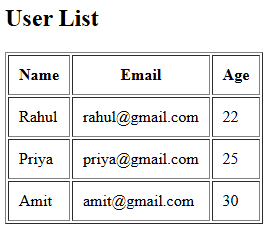 User List
Name Email Age
Rahul rahul@gmail.com 22
Priya priya@gmail.com 25
Amit amit@gmail.com 30